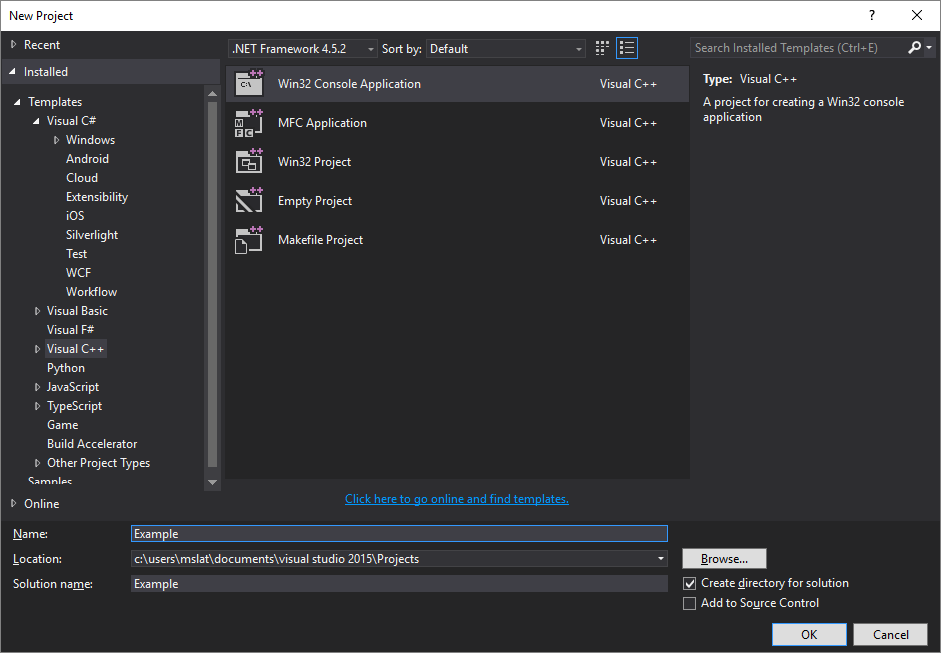 New Project
?
Recent
Installed
.NET Framework 4.5.2
Sort by: Default
Search Installed Templates (Ctrl+E)
Templates
Visual C#
Windows
Android
Cloud
Extensibility
iOS
Silverlight
Test
WCF
Workflow
Visual Basic
Visual F#
Visual C++
Python
JavaScript
TypeScript
Game
Build Accelerator
Other Project Types
Samples
Online
Win32 Console Application Visual C++
MFC Application Visual C++
Win32 Project Visual C++
Empty Project Visual C++
Makefile Project Visual C++
Click here to go online and find templates.
Type: Visual C++
A project for creating a Win32 console
application
Name: Example
Location: c:\users\mslat\documents\visual studio 2015\Projects
Browse...
Solution name: Example
Create directory for solution
Add to Source Control
OK
Cancel